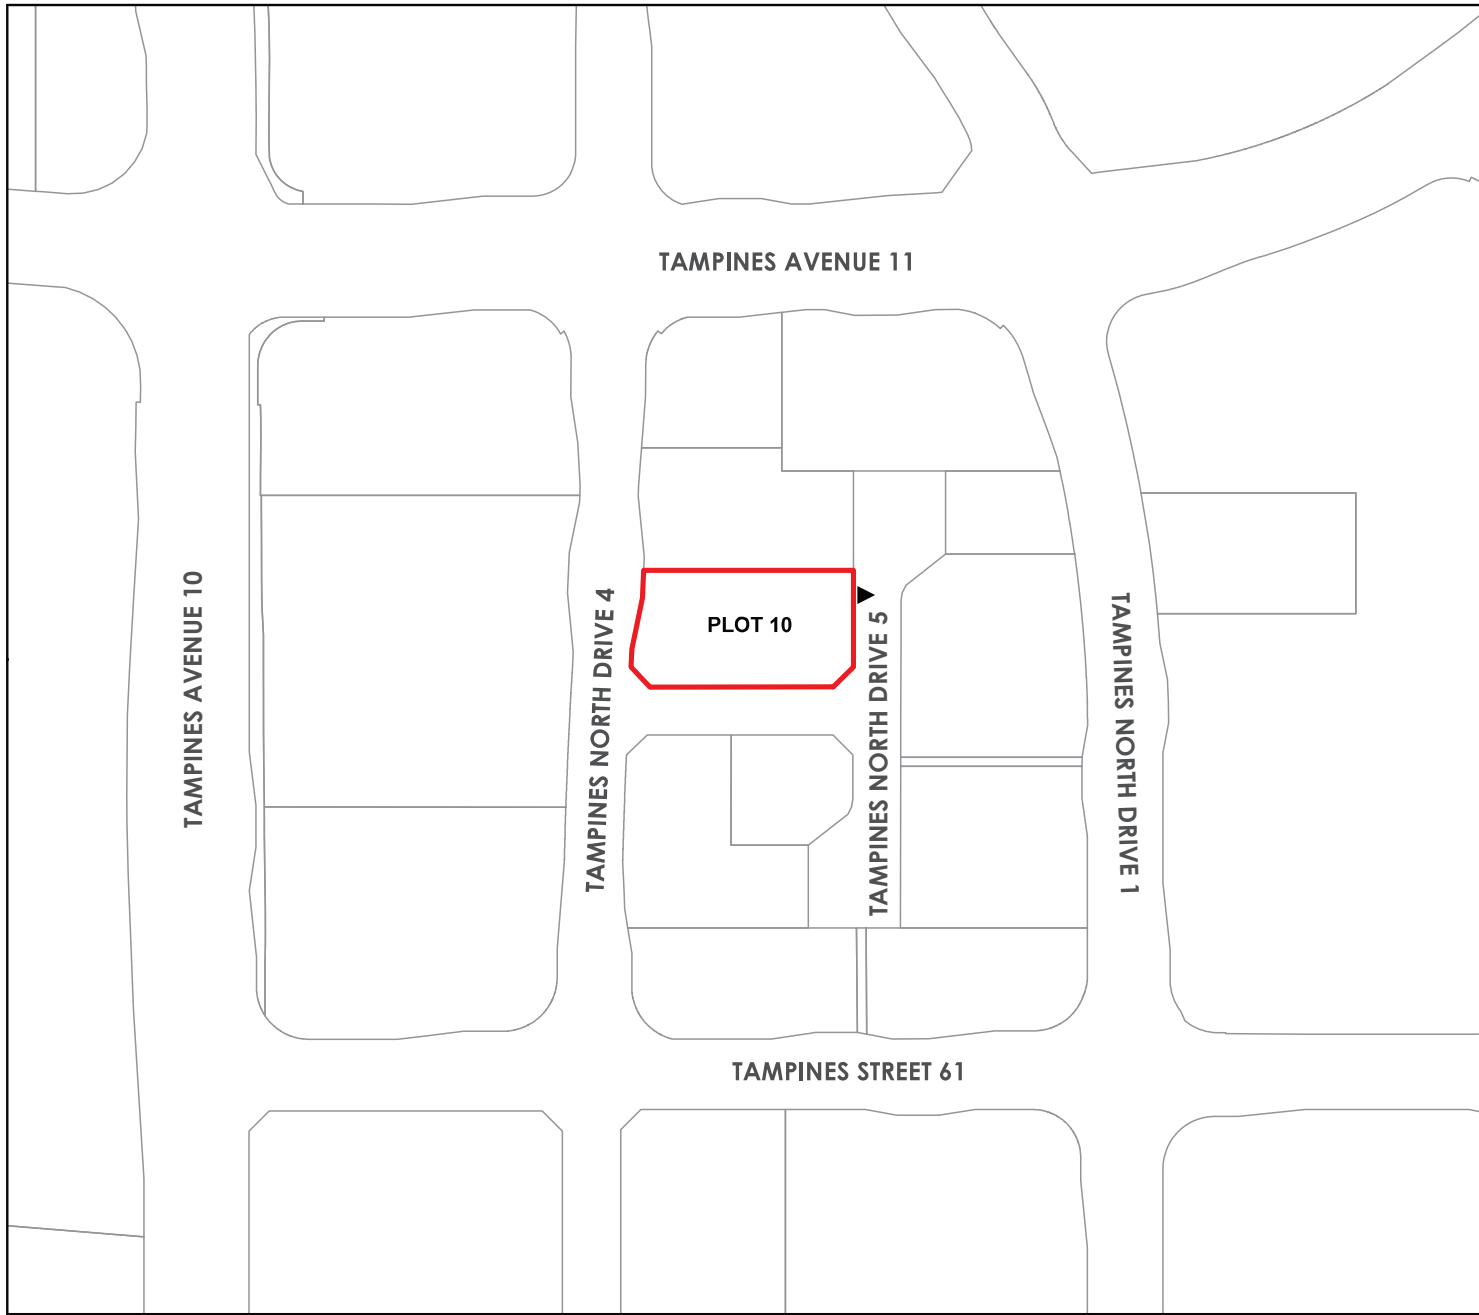 TAMPINES AVENUE 11
TAMPINES AVENUE 10
TAMPINES NORTH DRIVE 4
PLOT 10
TAMPINES NORTH DRIVE 5
TAMPINES NORTH DRIVE 1
TAMPINES STREET 61